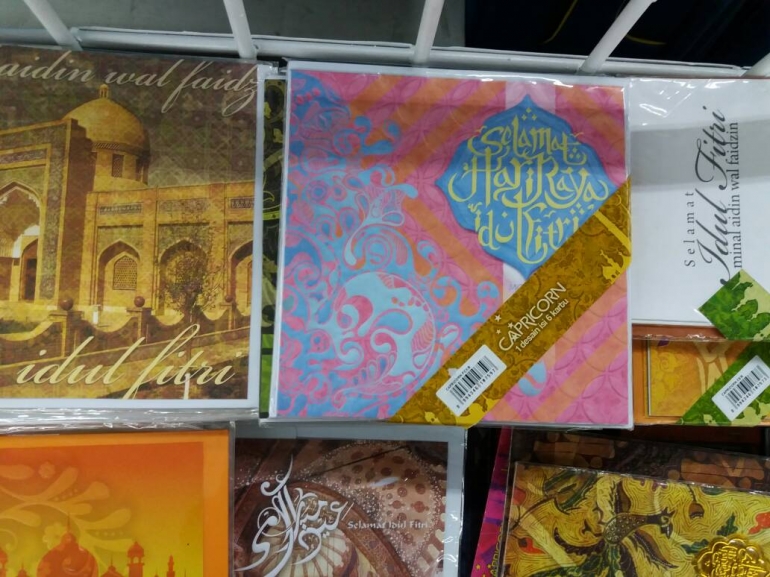 aidin wal faidz
idul fitri
Selamat
Hari Raya
idul fitri
CAPRICORN
1 desain isi 6 kartu
Selamat
Idul Fitri
minal aidin wal faidzin
Selamat Idul Fitri